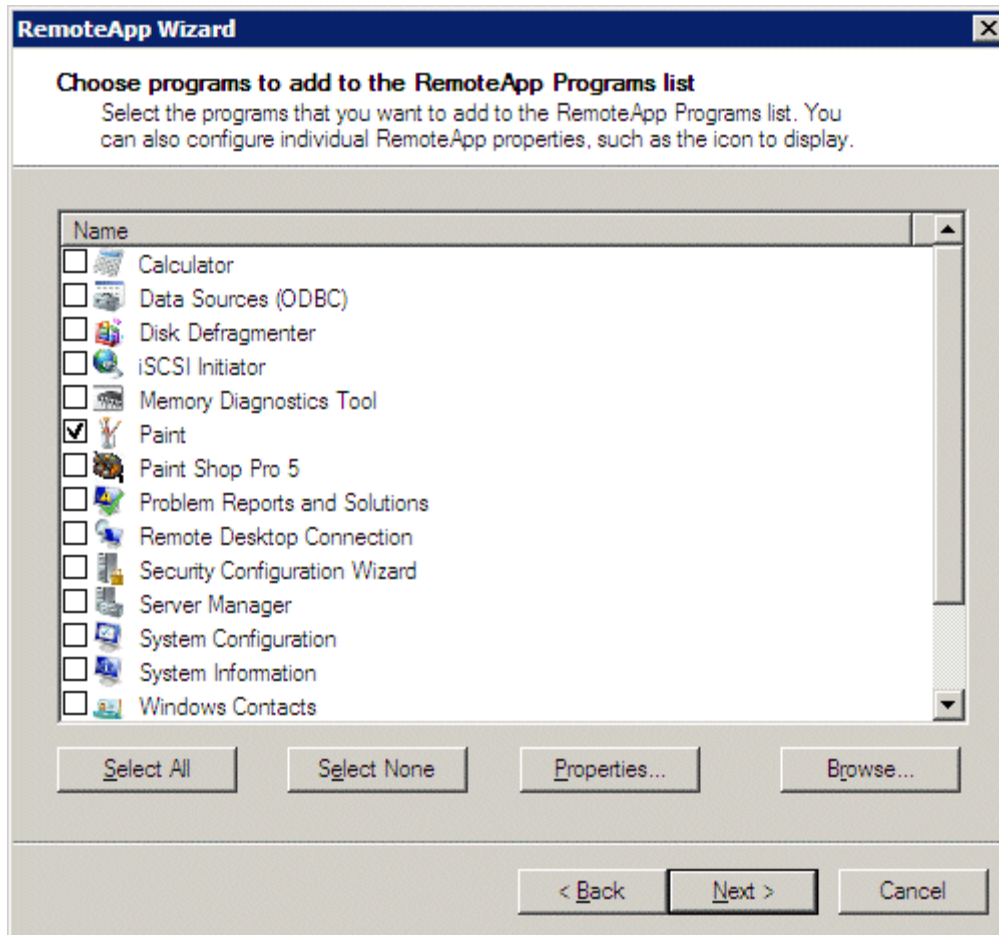 RemoteApp Wizard
Choose programs to add to the RemoteApp Programs list
Select the programs that you want to add to the RemoteApp Programs list. You
can also configure individual RemoteApp properties, such as the icon to display.
Name
Calculator
Data Sources (ODBC)
Disk Defragmenter
iSCSI Initiator
Memory Diagnostics Tool
Paint
Paint Shop Pro 5
Problem Reports and Solutions
Remote Desktop Connection
Security Configuration Wizard
Server Manager
System Configuration
System Information
Windows Contacts
Select All Select None Properties... Browse...
< Back Next > Cancel